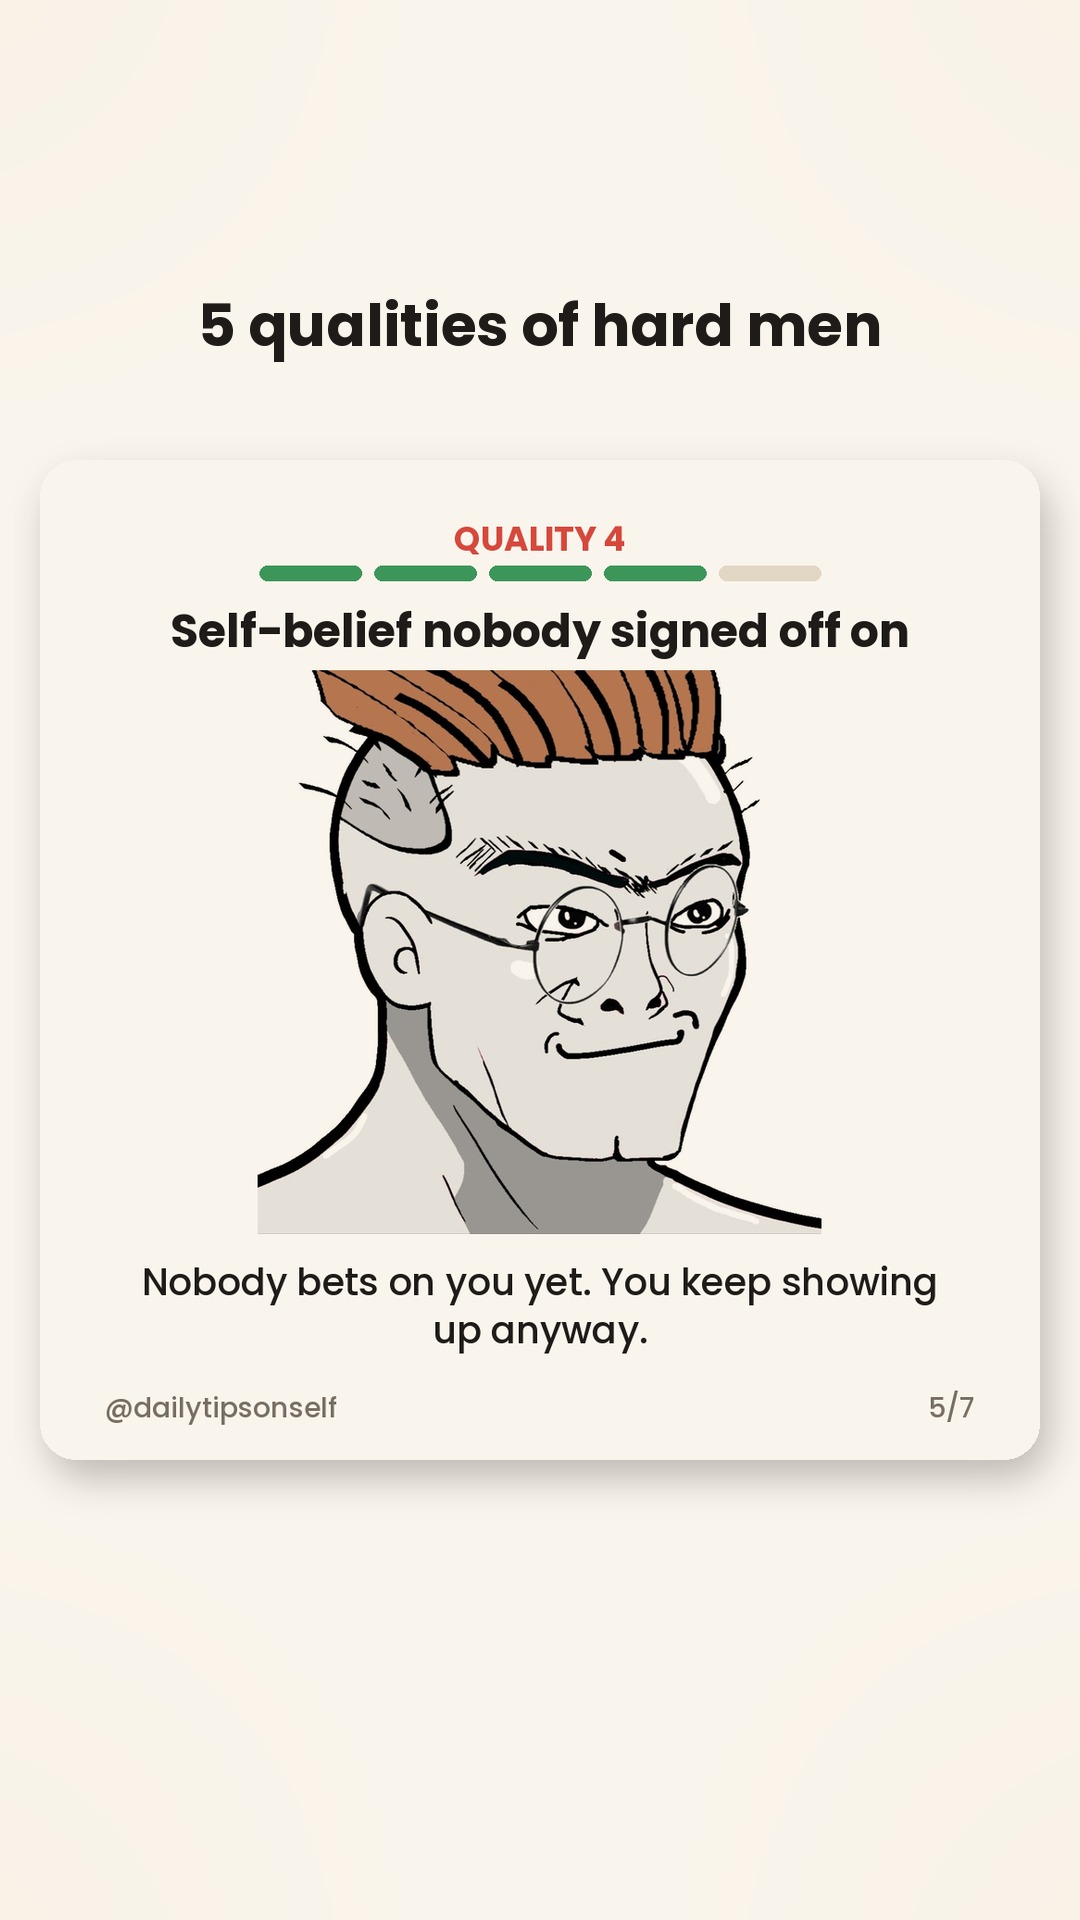 5 qualities of hard men
QUALITY 4
Self-belief nobody signed off on
Nobody bets on you yet. You keep showing
up anyway.
@dailytipsonself
5/7